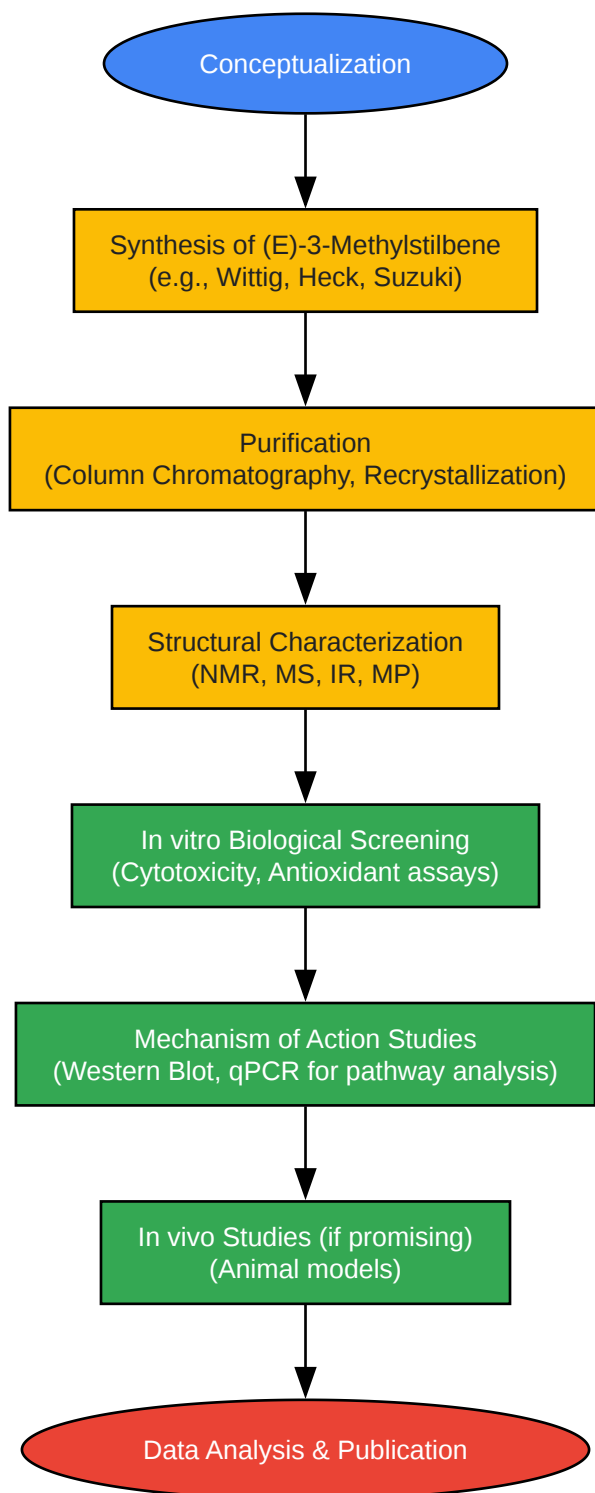 Conceptualization
Synthesis of (E)-3-Methylstilbene
(e.g., Wittig, Heck, Suzuki)
Purification
(Column Chromatography, Recrystallization)
Structural Characterization
(NMR, MS, IR, MP)
In vitro Biological Screening
(Cytotoxicity, Antioxidant assays)
Mechanism of Action Studies
(Western Blot, qPCR for pathway analysis)
In vivo Studies (if promising)
(Animal models)
Data Analysis & Publication